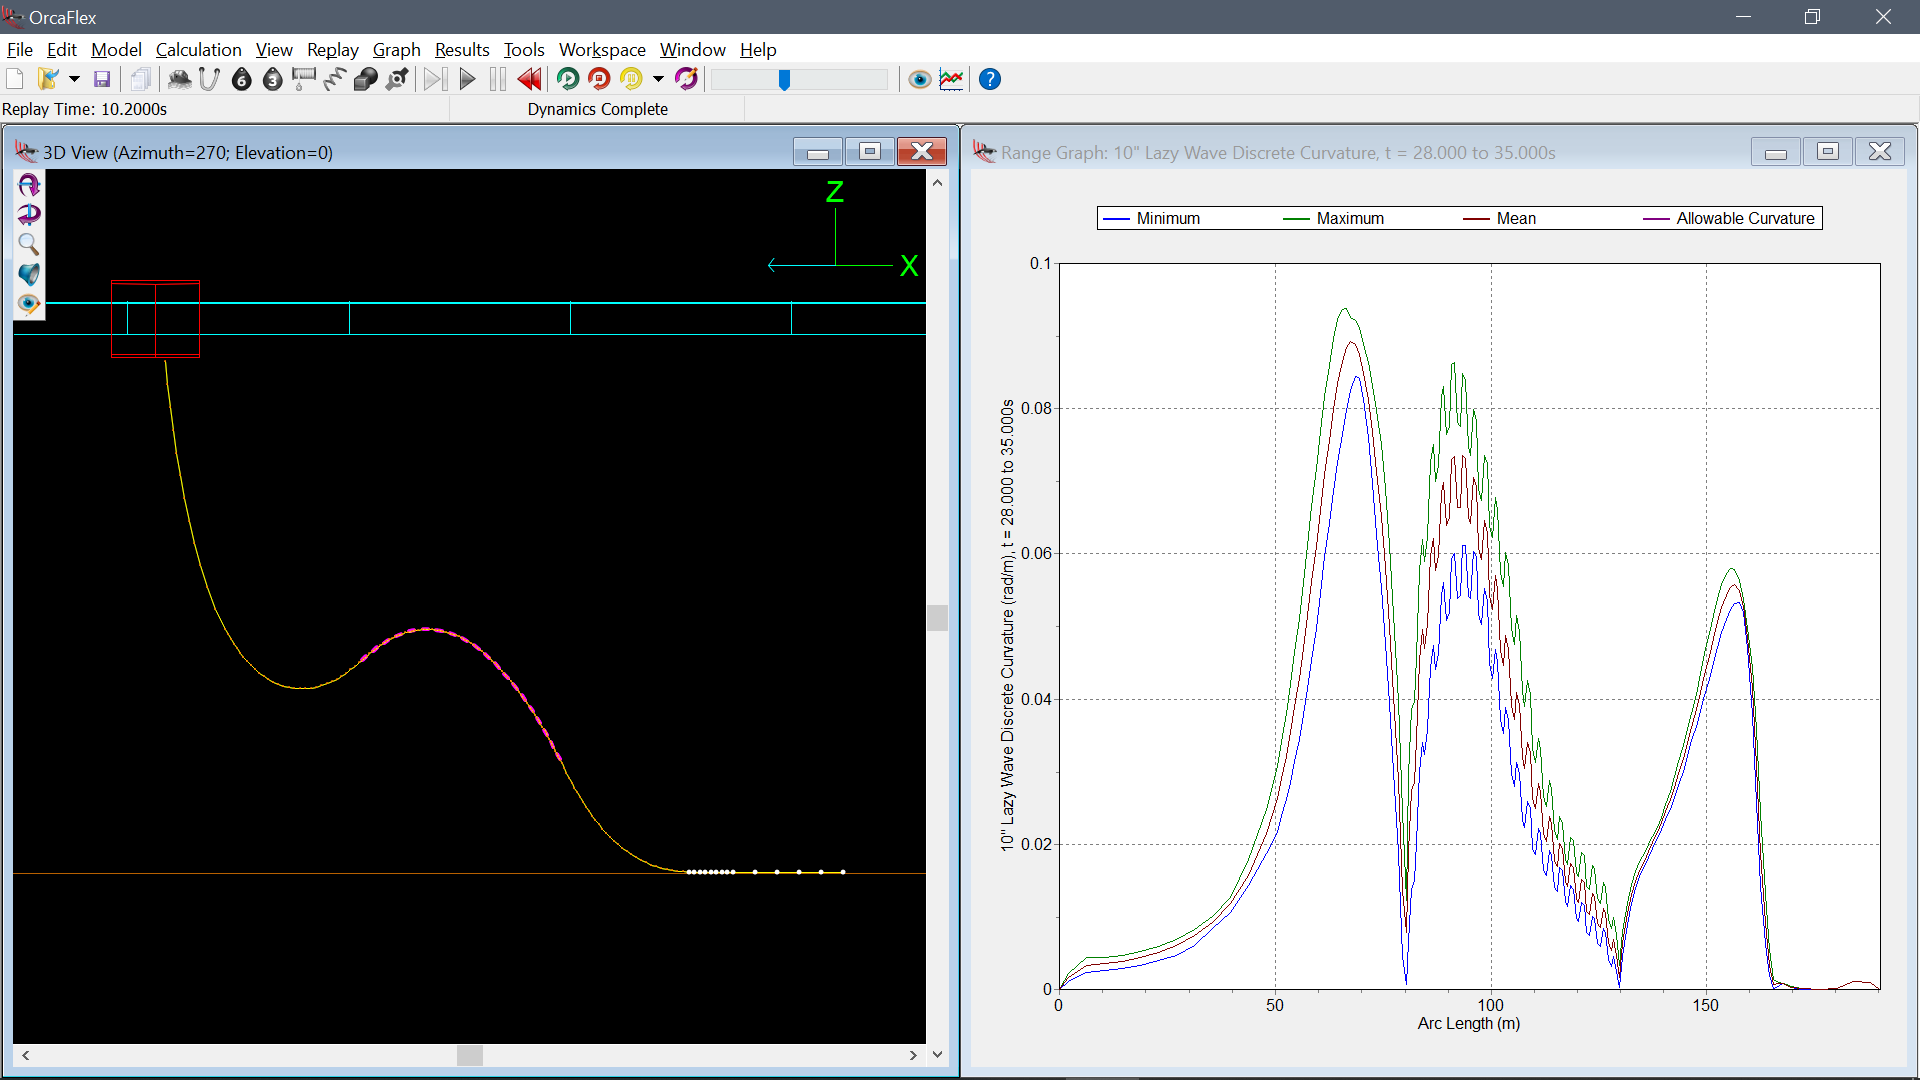 OrcaFlex
File Edit Model Calculation View Replay Graph Results Tools Workspace Window Help
6 3 ?
Replay Time: 10.2000s Dynamics Complete
3D View (Azimuth=270; Elevation=0)
Z
X
Range Graph: 10" Lazy Wave Discrete Curvature, t = 28.000 to 35.000s
Minimum Maximum Mean Allowable Curvature
10" Lazy Wave Discrete Curvature (rad/m), t = 28.000 to 35.000s
0.1
0.08
0.06
0.04
0.02
0
0 50 100 150
Arc Length (m)